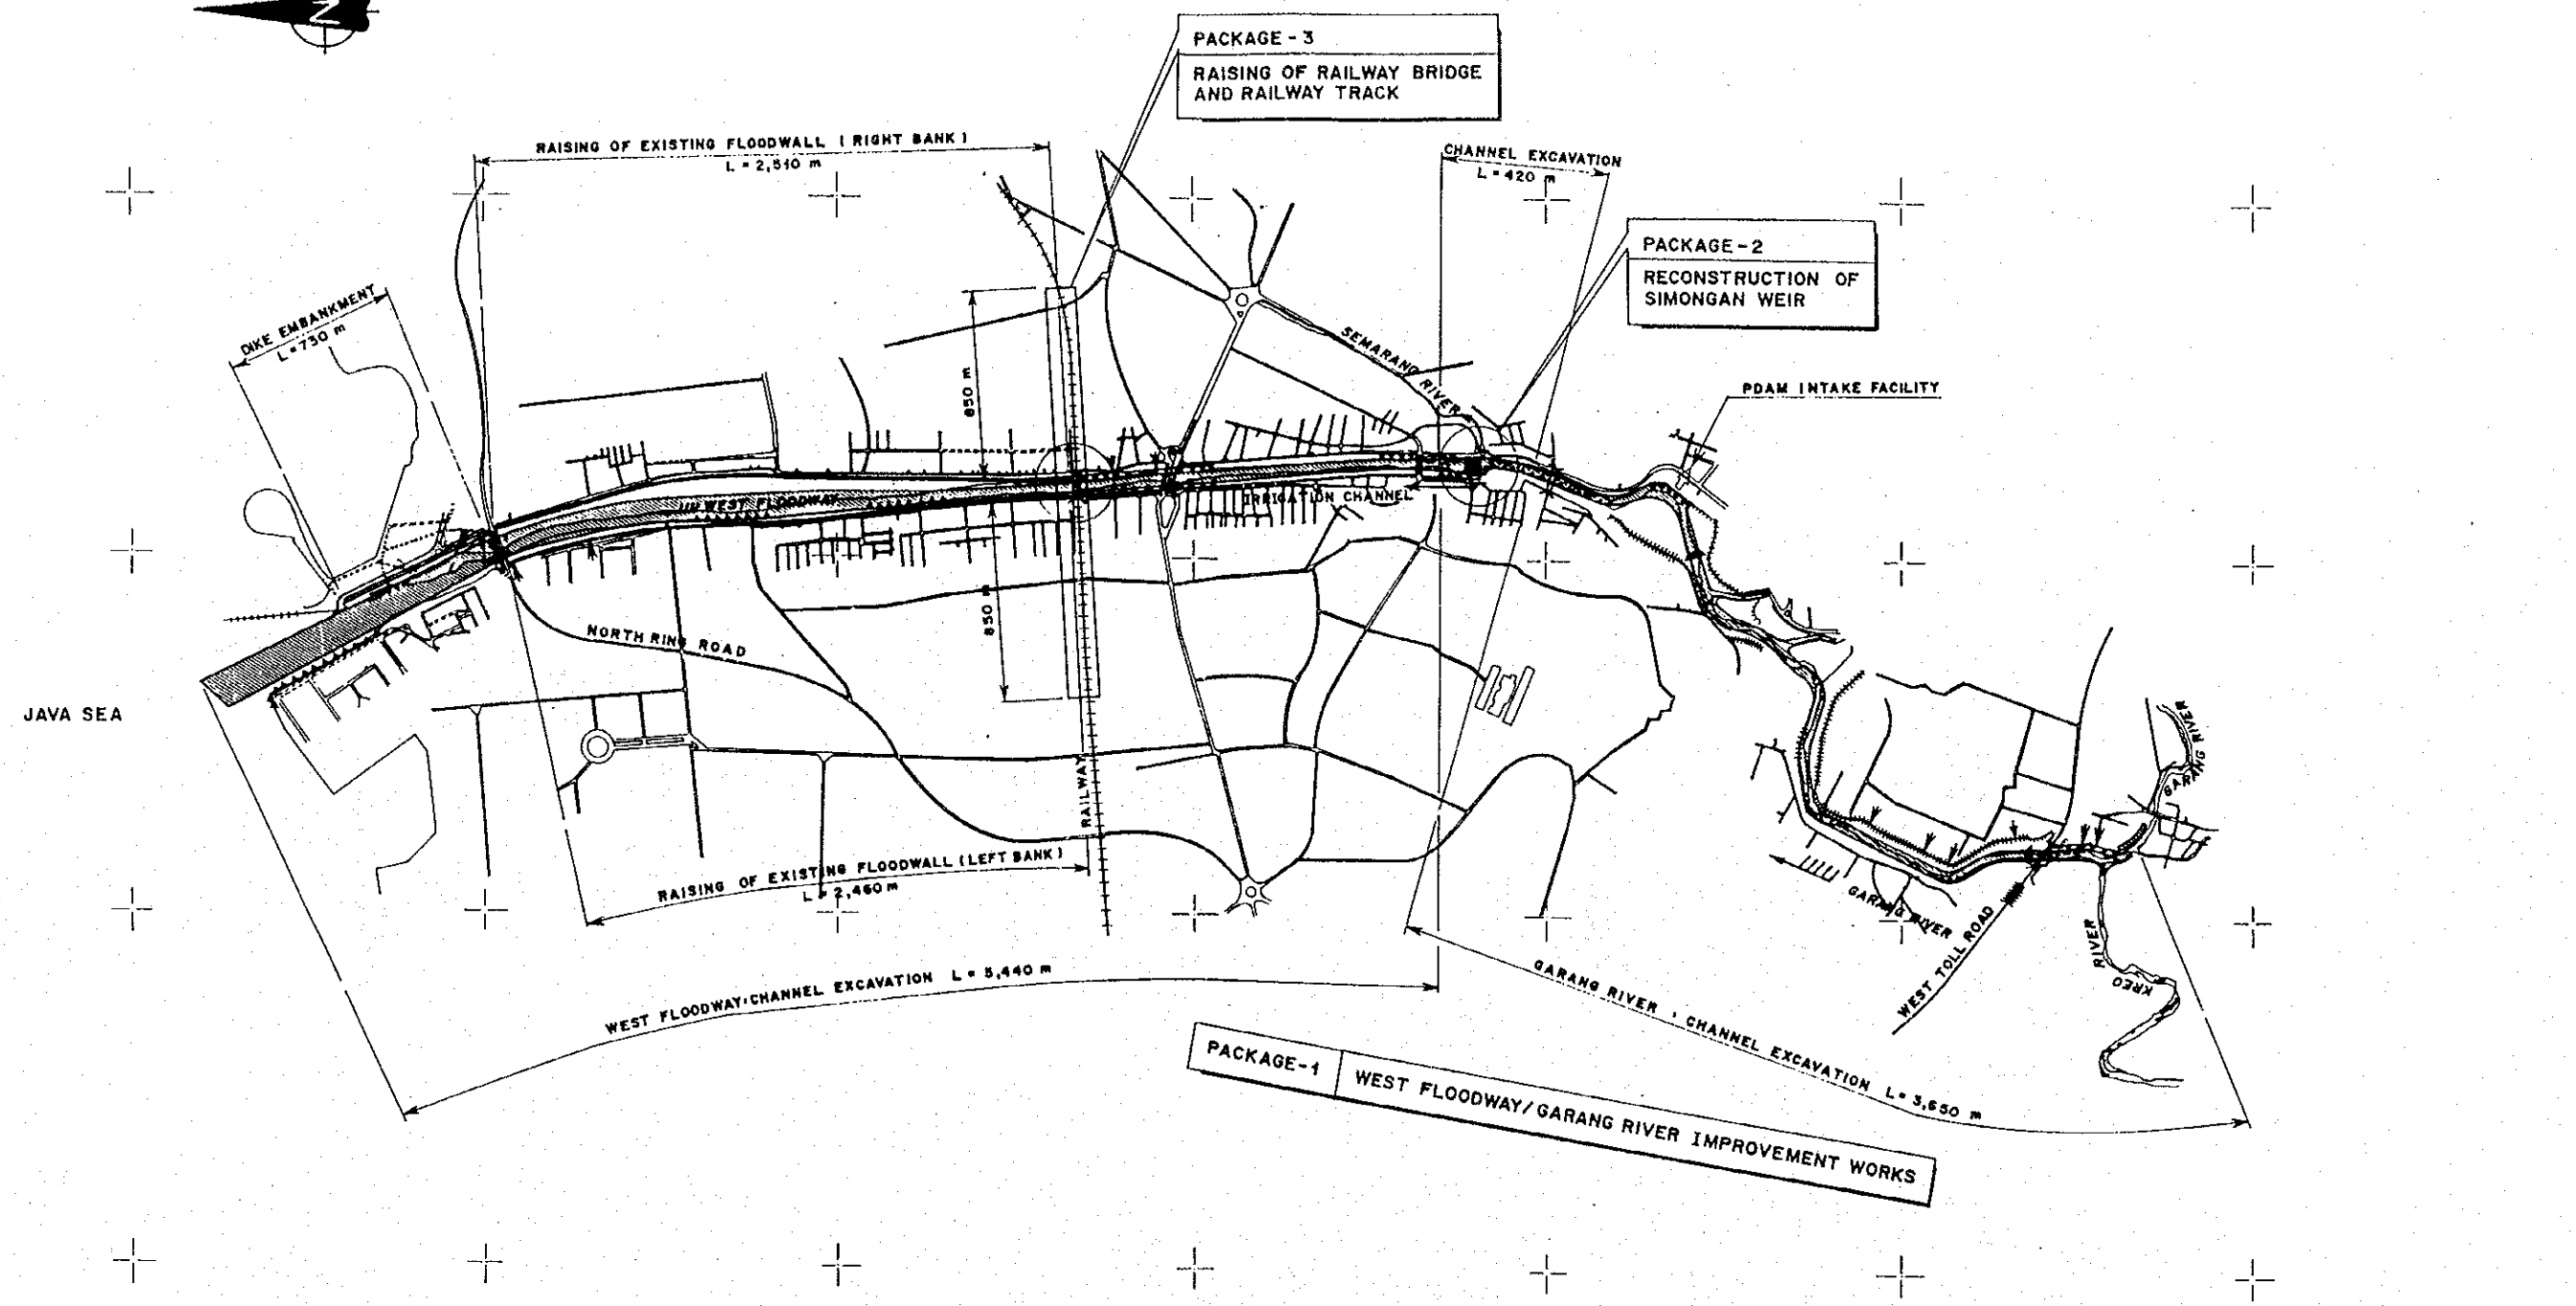 N
PACKAGE-3
RAISING OF RAILWAY BRIDGE
AND RAILWAY TRACK
RAISING OF EXISTING FLOODWALL (RIGHT BANK)
L = 2,510 m
CHANNEL EXCAVATION
L = 420 m
PACKAGE-2
RECONSTRUCTION OF
SIMONGAN WEIR
DIKE EMBANKMENT
L = 730 m
SEMARANG RIVER
850 m
PDAM INTAKE FACILITY
WEST FLOODWAY
IRRIGATION CHANNEL
850 m
NORTH RING ROAD
JAVA SEA
RAILWAY
GARANG RIVER
RAISING OF EXISTING FLOODWALL (LEFT BANK)
L = 2,460 m
GARANG RIVER
WEST TOLL ROAD
KREO
RIVER
WEST FLOODWAY: CHANNEL EXCAVATION L = 5,440 m
GARANG RIVER : CHANNEL EXCAVATION L = 3,650 m
PACKAGE-1
WEST FLOODWAY/GARANG RIVER IMPROVEMENT WORKS